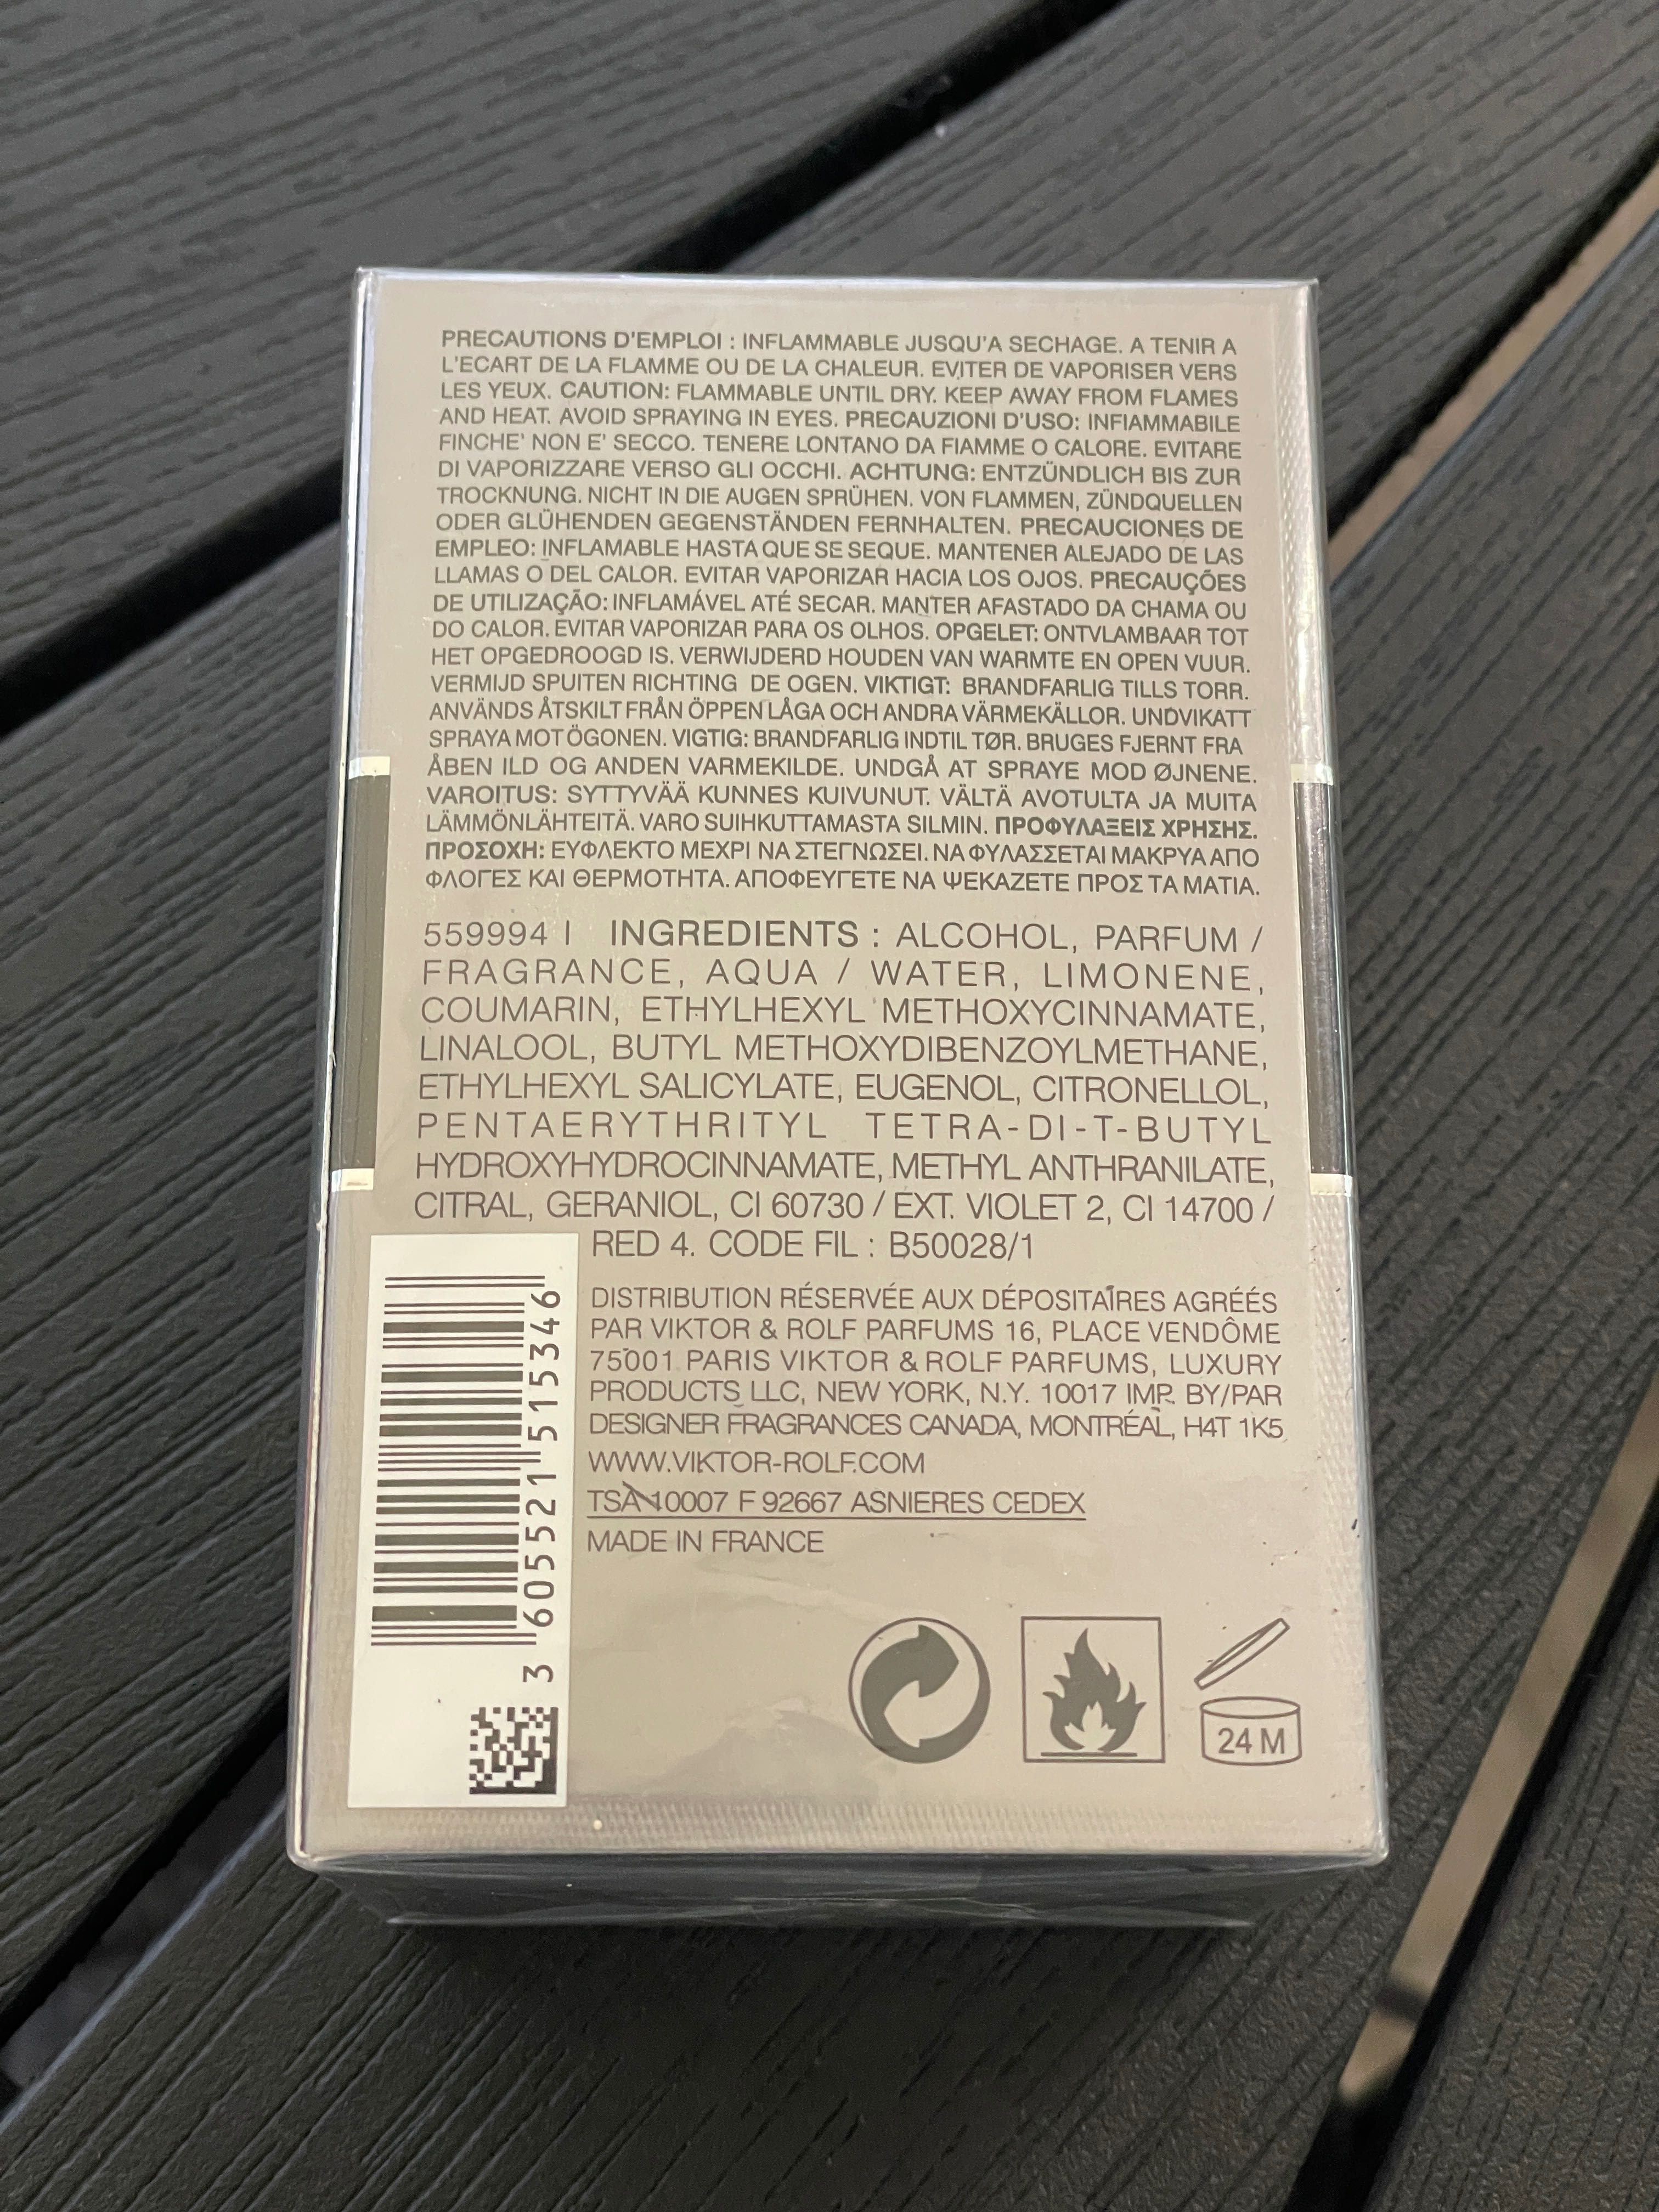 PRECAUTIONS D'EMPLOI : INFLAMMABLE JUSQU'A SECHAGE. A TENIR A
L'ECART DE LA FLAMME OU DE LA CHALEUR. EVITER DE VAPORISER VERS
LES YEUX. CAUTION: FLAMMABLE UNTIL DRY. KEEP AWAY FROM FLAMES
AND HEAT. AVOID SPRAYING IN EYES. PRECAUZIONI D'USO: INFIAMMABILE
FINCHE' NON E' SECCO. TENERE LONTANO DA FIAMME O CALORE. EVITARE
DI VAPORIZZARE VERSO GLI OCCHI. ACHTUNG: ENTZÜNDLICH BIS ZUR
TROCKNUNG. NICHT IN DIE AUGEN SPRÜHEN. VON FLAMMEN, ZÜNDQUELLEN
ODER GLÜHENDEN GEGENSTÄNDEN FERNHALTEN. PRECAUCIONES DE
EMPLEO: INFLAMABLE HASTA QUE SE SEQUE. MANTENER ALEJADO DE LAS
LLAMAS O DEL CALOR. EVITAR VAPORIZAR HACIA LOS OJOS. PRECAUÇÕES
DE UTILIZAÇÃO: INFLAMÁVEL ATÉ SECAR. MANTER AFASTADO DA CHAMA OU
DO CALOR. EVITAR VAPORIZAR PARA OS OLHOS. OPGELET: ONTVLAMBAAR TOT
HET OPGEDROOGD IS. VERWIJDERD HOUDEN VAN WARMTE EN OPEN VUUR.
VERMIJD SPUITEN RICHTING DE OGEN. VIKTIGT: BRANDFARLIG TILLS TORR.
ANVÄNDS ÅTSKILT FRÅN ÖPPEN LÅGA OCH ANDRA VÄRMEKÄLLOR. UNDVIKATT
SPRAYA MOT ÖGONEN. VIGTIG: BRANDFARLIG INDTIL TØR. BRUGES FJERNT FRA
ÅBEN ILD OG ANDEN VARMEKILDE. UNDGÅ AT SPRAYE MOD ØJNENE.
VAROITUS: SYTTYVÄÄ KUNNES KUIVUNUT. VÄLTÄ AVOTULTA JA MUITA
LÄMMÖNLÄHTEITÄ. VARO SUIHKUTTAMASTA SILMIN. ΠΡΟΦΥΛΑΞΕΙΣ ΧΡΗΣΗΣ.
ΠΡΟΣΟΧΗ: ΕΥΦΛΕΚΤΟ ΜΕΧΡΙ ΝΑ ΣΤΕΓΝΩΣΕΙ. ΝΑ ΦΥΛΑΣΣΕΤΑΙ ΜΑΚΡΥΑ ΑΠΟ
ΦΛΟΓΕΣ ΚΑΙ ΘΕΡΜΟΤΗΤΑ. ΑΠΟΦΕΥΓΕΤΕ ΝΑ ΨΕΚΑΖΕΤΕ ΠΡΟΣ ΤΑ ΜΑΤΙΑ.
559994 I INGREDIENTS : ALCOHOL, PARFUM /
FRAGRANCE, AQUA / WATER, LIMONENE,
COUMARIN, ETHYLHEXYL METHOXYCINNAMATE,
LINALOOL, BUTYL METHOXYDIBENZOYLMETHANE,
ETHYLHEXYL SALICYLATE, EUGENOL, CITRONELLOL,
PENTAERYTHRITYL TETRA-DI-T-BUTYL
HYDROXYHYDROCINNAMATE, METHYL ANTHRANILATE,
CITRAL, GERANIOL, CI 60730 / EXT. VIOLET 2, CI 14700 /
RED 4. CODE FIL : B50028/1
DISTRIBUTION RÉSERVÉE AUX DÉPOSITAIRES AGRÉÉS
PAR VIKTOR & ROLF PARFUMS 16, PLACE VENDÔME
75001 PARIS VIKTOR & ROLF PARFUMS, LUXURY
PRODUCTS LLC, NEW YORK, N.Y. 10017 IMP. BY/PAR
DESIGNER FRAGRANCES CANADA, MONTRÉAL, H4T 1K5
WWW.VIKTOR-ROLF.COM
TSA 10007 F 92667 ASNIERES CEDEX
MADE IN FRANCE
3 605521 515346
24 M